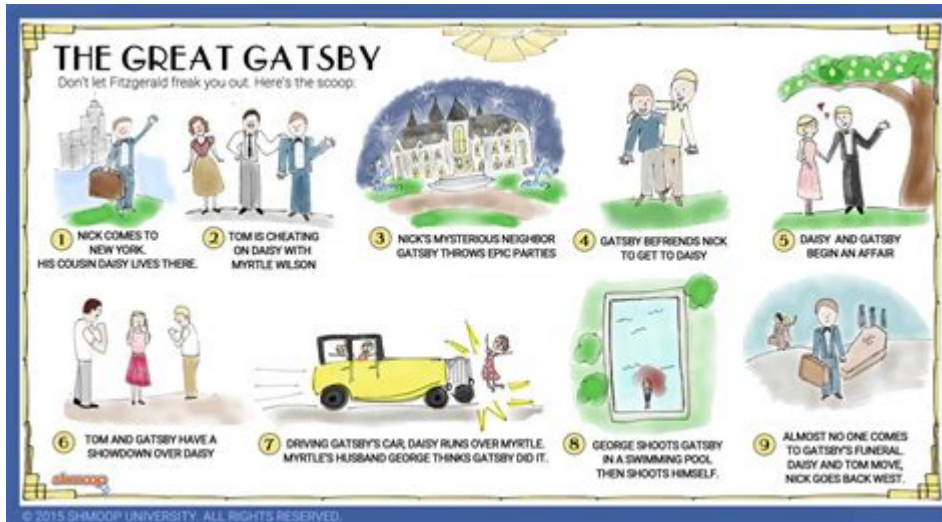 THE GREAT GATSBY
Don't let Fitzgerald freak you out. Here's the scoop:
1 NICK COMES TO
NEW YORK.
HIS COUSIN DAISY LIVES THERE.
2 TOM IS CHEATING
ON DAISY WITH
MYRTLE WILSON
3 NICK'S MYSTERIOUS NEIGHBOR
GATSBY THROWS EPIC PARTIES
4 GATSBY BEFRIENDS NICK
TO GET TO DAISY
5 DAISY AND GATSBY
BEGIN AN AFFAIR
6 TOM AND GATSBY HAVE A
SHOWDOWN OVER DAISY
7 DRIVING GATSBY'S CAR, DAISY RUNS OVER MYRTLE.
MYRTLE'S HUSBAND GEORGE THINKS GATSBY DID IT.
8 GEORGE SHOOTS GATSBY
IN A SWIMMING POOL
THEN SHOOTS HIMSELF.
9 ALMOST NO ONE COMES
TO GATSBY'S FUNERAL.
DAISY AND TOM MOVE,
NICK GOES BACK WEST.
shmoop
© 2015 SHMOOP UNIVERSITY. ALL RIGHTS RESERVED.